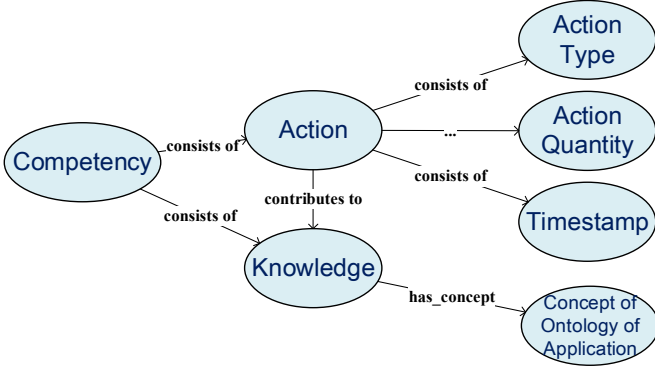 Action
Type
consists of
Action
Action
Quantity
...
Competency
consists of
consists of
Timestamp
consists of
contributes to
Knowledge
has_concept
Concept of
Ontology of
Application